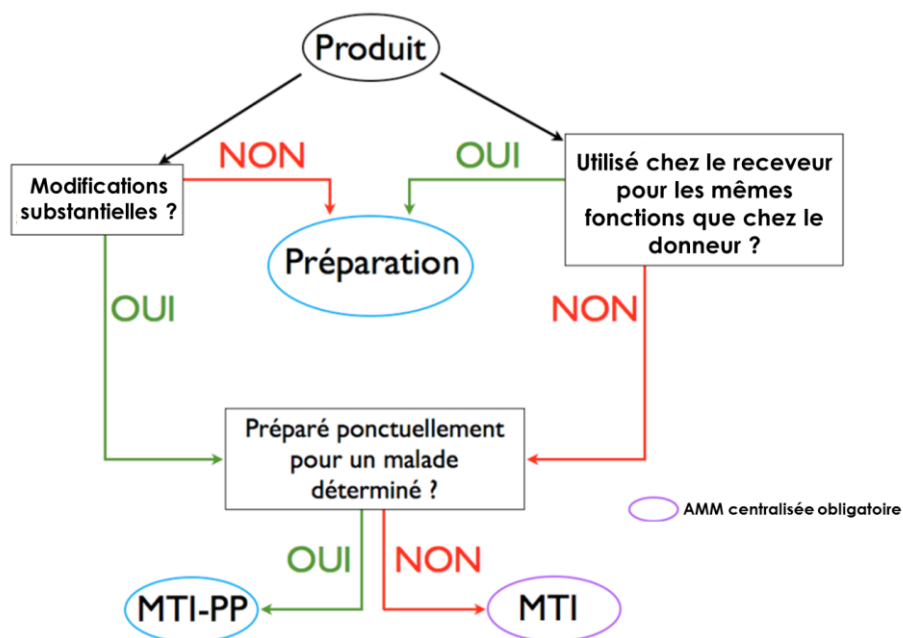 Produit
NON
OUI
Modifications
substantielles ?
Utilisé chez le receveur
pour les mêmes
fonctions que chez le
donneur ?
Préparation
OUI
NON
Préparé ponctuellement
pour un malade
déterminé ?
AMM centralisée obligatoire
OUI
NON
MTI-PP
MTI